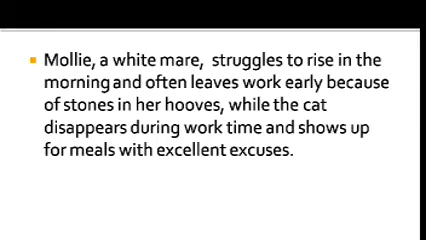 Mollie, a white mare, struggles to rise in the
morning and often leaves work early because
of stones in her hooves, while the cat
disappears during work time and shows up
for meals with excellent excuses.